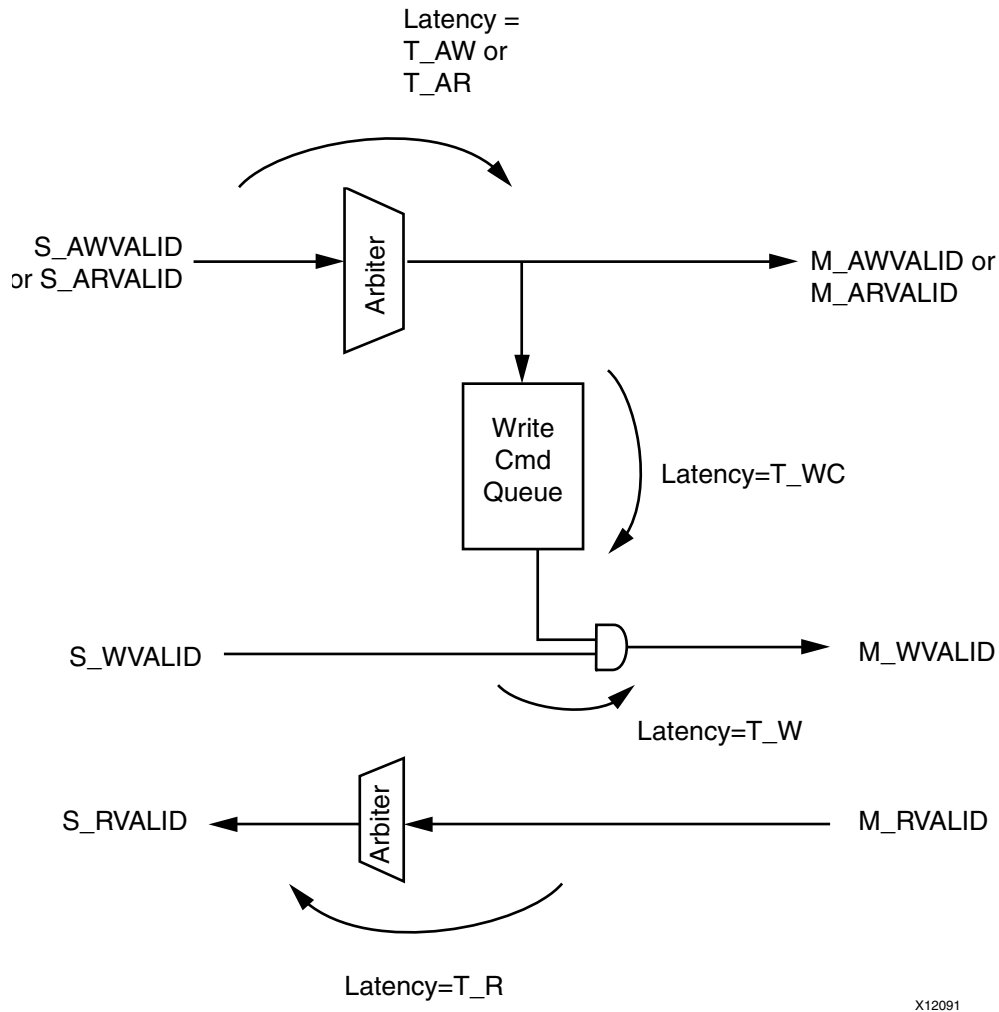 Latency =
T_AW or
T_AR
S_AWVALID
or S_ARVALID
Arbiter
M_AWVALID or
M_ARVALID
Write
Cmd
Queue
Latency=T_WC
S_WVALID
M_WVALID
Latency=T_W
S_RVALID
Arbiter
M_RVALID
Latency=T_R
X12091